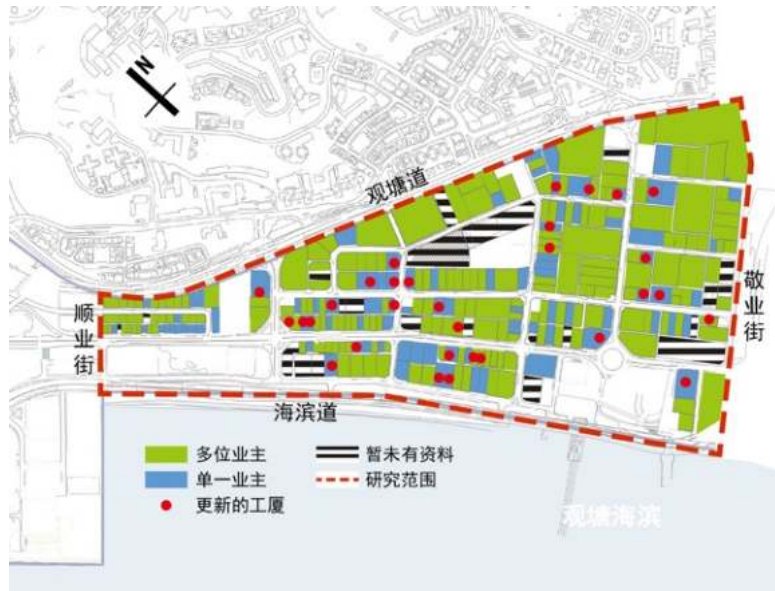 N
观塘道
顺业街
敬业街
海滨道
多位业主
暂未有资料
单一业主
研究范围
更新的工厦
观塘海滨